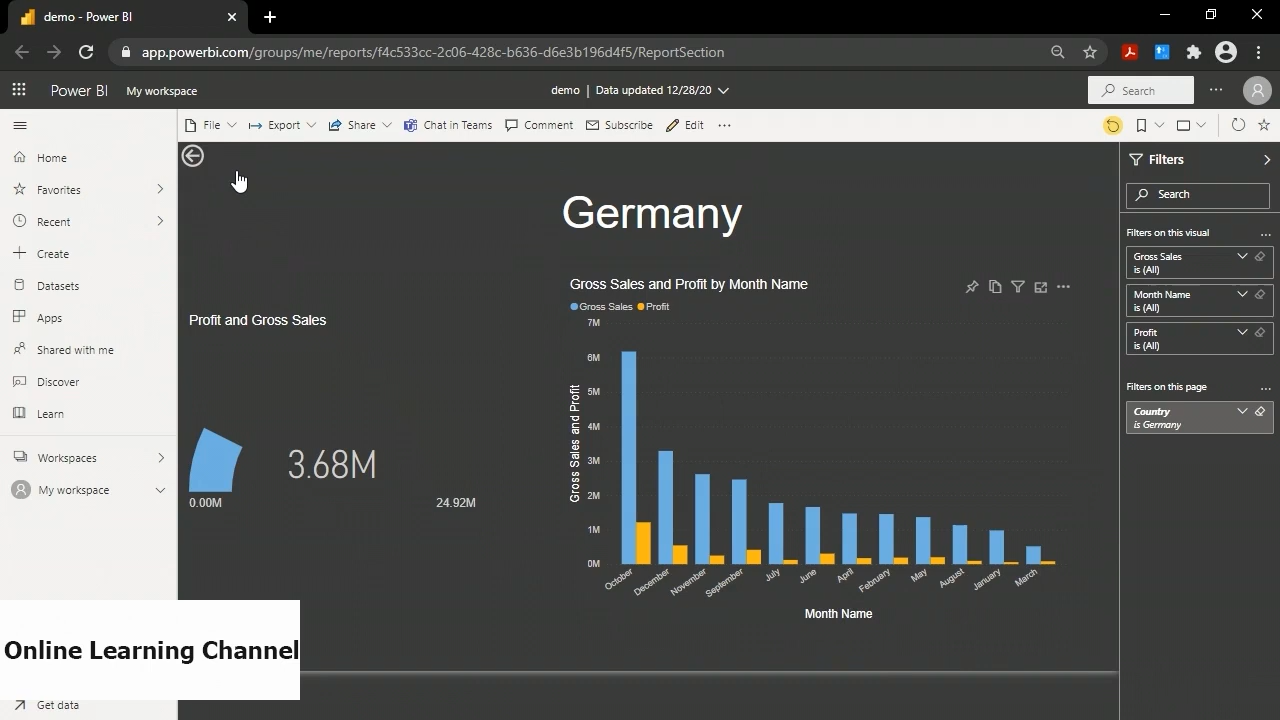 demo - Power BI
app.powerbi.com/groups/me/reports/f4c533cc-2c06-428c-b636-d6e3b196d4f5/ReportSection
Power BI My workspace
demo | Data updated 12/28/20
Search
File Export Share Chat in Teams Comment Subscribe Edit
Home
Favorites
Recent
Create
Datasets
Apps
Shared with me
Discover
Learn
Workspaces
My workspace
Get data
Online Learning Channel
Germany
Profit and Gross Sales
3.68M
0.00M
24.92M
Gross Sales and Profit by Month Name
Gross Sales Profit
7M
6M
5M
4M
3M
2M
1M
0M
Gross Sales and Profit
October December November September July June April February May August January March
Month Name
Filters
Search
Filters on this visual
Gross Sales
is (All)
Month Name
is (All)
Profit
is (All)
Filters on this page
Country
is Germany